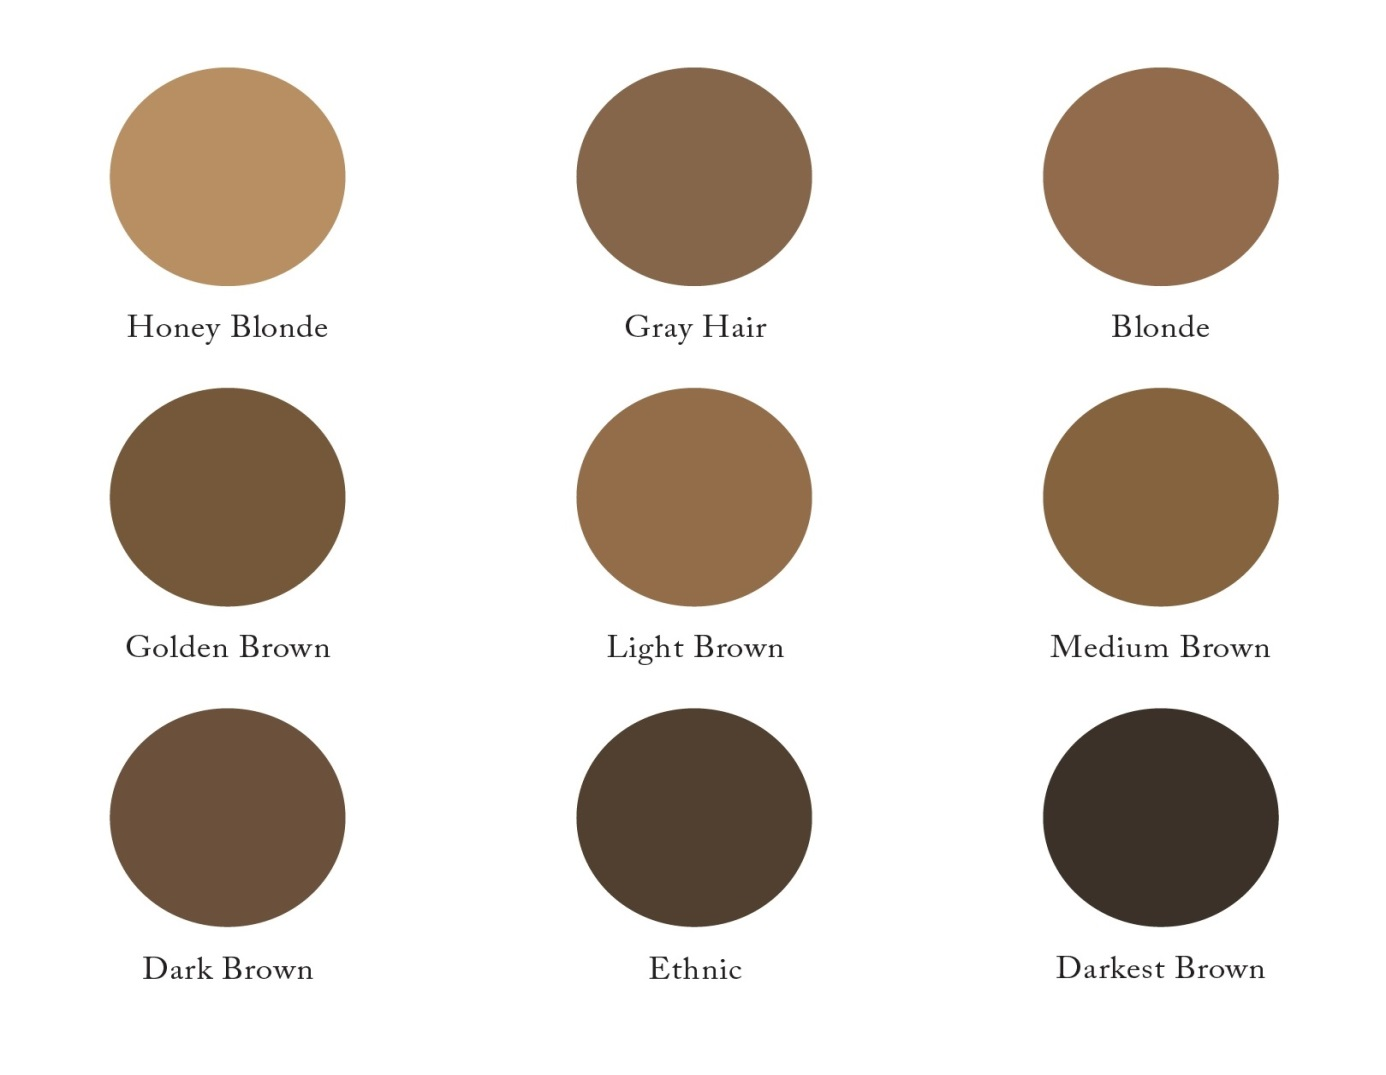 Honey Blonde
Gray Hair
Blonde
Golden Brown
Light Brown
Medium Brown
Dark Brown
Ethnic
Darkest Brown